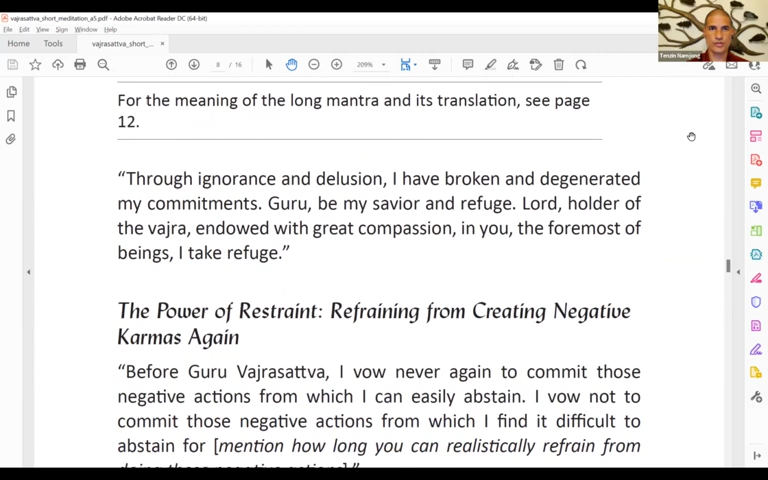 vajrasattva_short_meditation_a5.pdf - Adobe Acrobat Reader DC (64-bit)
File Edit View Sign Window Help
Home Tools vajrasattva_short_... ×
8 / 16 209%
Tenzin Namjong
For the meaning of the long mantra and its translation, see page
12.
“Through ignorance and delusion, I have broken and degenerated
my commitments. Guru, be my savior and refuge. Lord, holder of
the vajra, endowed with great compassion, in you, the foremost of
beings, I take refuge.”
The Power of Restraint: Refraining from Creating Negative
Karmas Again
“Before Guru Vajrasattva, I vow never again to commit those
negative actions from which I can easily abstain. I vow not to
commit those negative actions from which I find it difficult to
abstain for [mention how long you can realistically refrain from
doing these negative actions].”